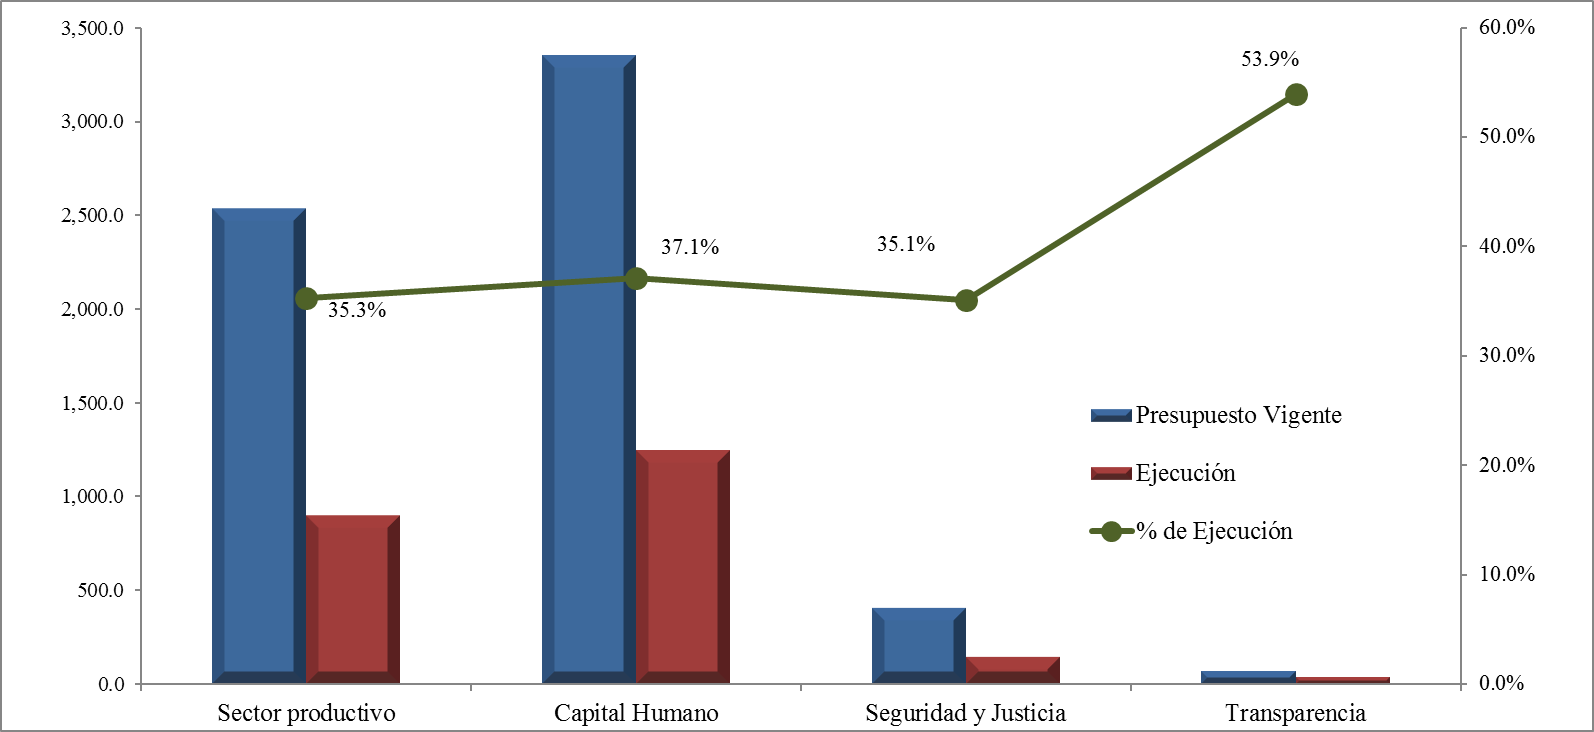 3,500.0
3,000.0
2,500.0
2,000.0
1,500.0
1,000.0
500.0
0.0
60.0%
50.0%
40.0%
30.0%
20.0%
10.0%
0.0%
35.3%
37.1%
35.1%
53.9%
Presupuesto Vigente
Ejecución
% de Ejecución
Sector productivo
Capital Humano
Seguridad y Justicia
Transparencia